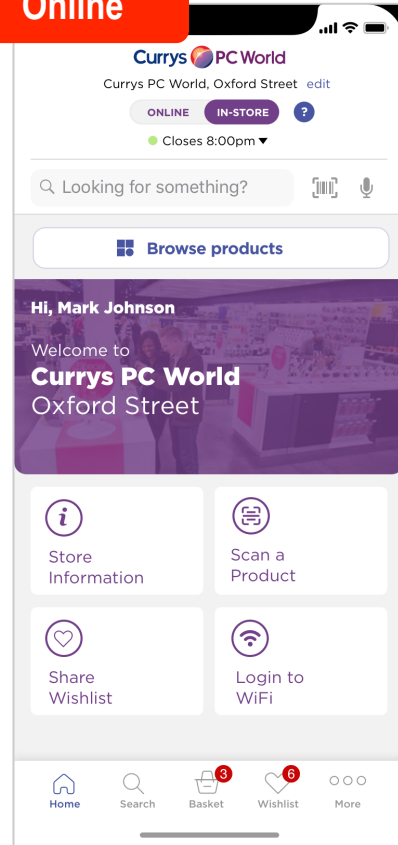 Online
Currys PC World
Currys PC World, Oxford Street edit
ONLINE IN-STORE ?
Closes 8:00pm
Looking for something?
Browse products
Hi, Mark Johnson
Welcome to
Currys PC World
Oxford Street
Store
Information
Scan a
Product
Share
Wishlist
Login to
WiFi
3 6
Home Search Basket Wishlist More